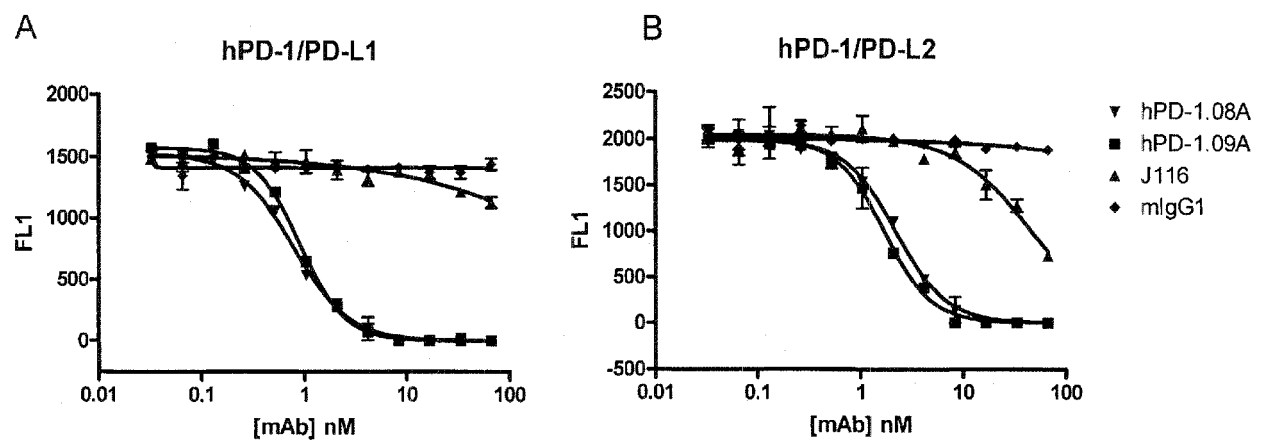 A
hPD-1/PD-L1
2000
1500
1000
500
0
FL1
0.01 0.1 1 10 100
[mAb] nM
B
hPD-1/PD-L2
2500
2000
1500
1000
500
0
-500
FL1
0.01 0.1 1 10 100
[mAb] nM
hPD-1.08A
hPD-1.09A
J116
mIgG1